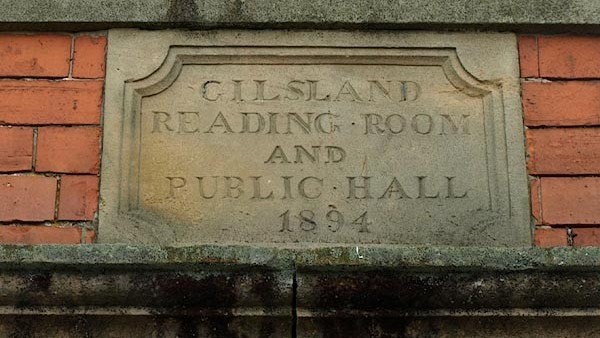 GILSLAND
READING·ROOM
AND
PUBLIC·HALL
1894